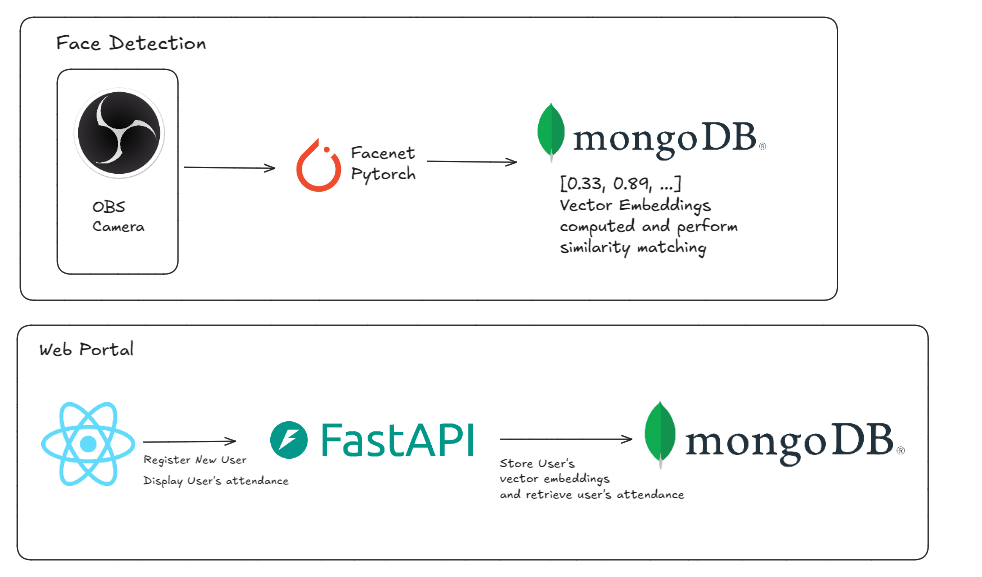 Face Detection
OBS
Camera
Facenet
Pytorch
mongoDB®
[0.33, 0.89, ...]
Vector Embeddings
computed and perform
similarity matching
Web Portal
Register New User
Display User's attendance
FastAPI
Store User's
vector embeddings
and retrieve user's attendance
mongoDB®